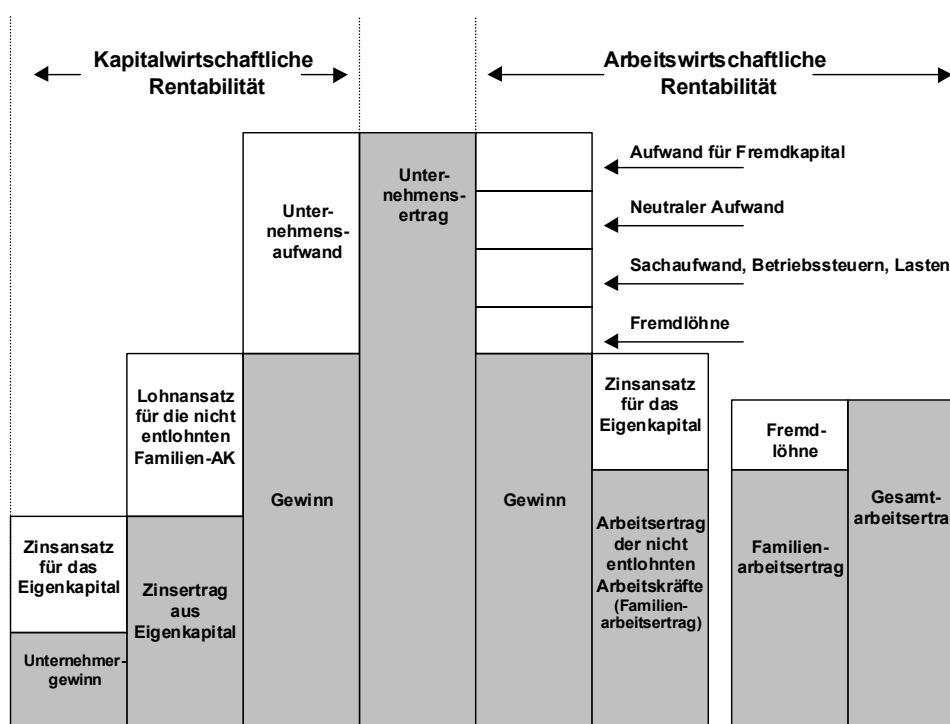 Kapitalwirtschaftliche
Rentabilität
Arbeitswirtschaftliche
Rentabilität
Unter-
nehmens-
aufwand
Unter-
nehmens-
ertrag
Aufwand für Fremdkapital
Neutraler Aufwand
Sachaufwand, Betriebssteuern, Lasten
Fremdlöhne
Lohnansatz
für die nicht
entlohnten
Familien-AK
Zinsansatz
für das
Eigenkapital
Fremd-
löhne
Gewinn
Gewinn
Gesamt-
arbeitsertra
Zinsansatz
für das
Eigenkapital
Zinsertrag
aus
Eigenkapital
Arbeitsertrag
der nicht
entlohnten
Arbeitskräfte
(Familien-
arbeitsertrag)
Familien-
arbeitsertrag
Unternehmer-
gewinn